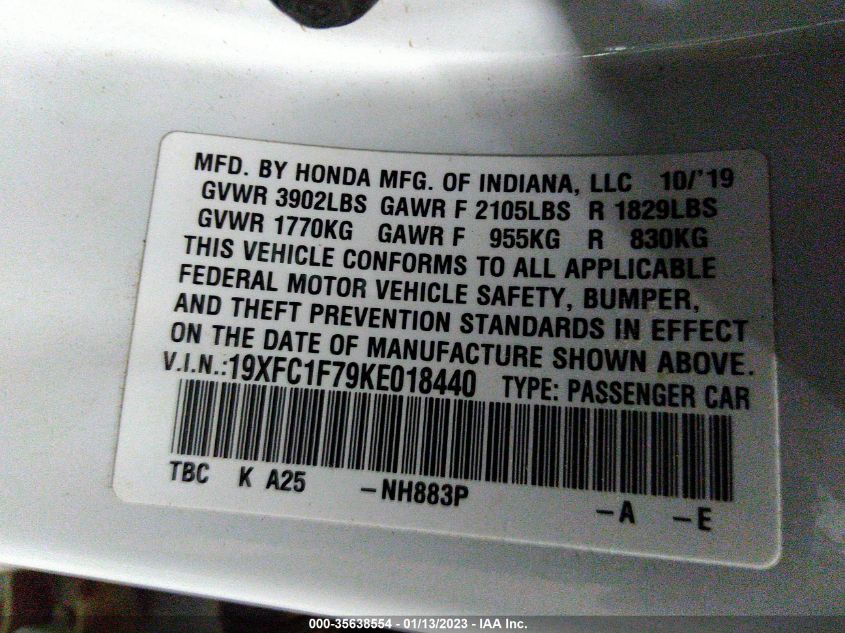 MFD. BY HONDA MFG. OF INDIANA, LLC 10/'19
GVWR 3902LBS GAWR F 2105LBS R 1829LBS
GVWR 1770KG GAWR F 955KG R 830KG
THIS VEHICLE CONFORMS TO ALL APPLICABLE
FEDERAL MOTOR VEHICLE SAFETY, BUMPER,
AND THEFT PREVENTION STANDARDS IN EFFECT
ON THE DATE OF MANUFACTURE SHOWN ABOVE.
V.I.N.:19XFC1F79KE018440 TYPE: PASSENGER CAR
TBC K A25 -NH883P -A -E
000-35638554 - 01/13/2023 - IAA Inc.